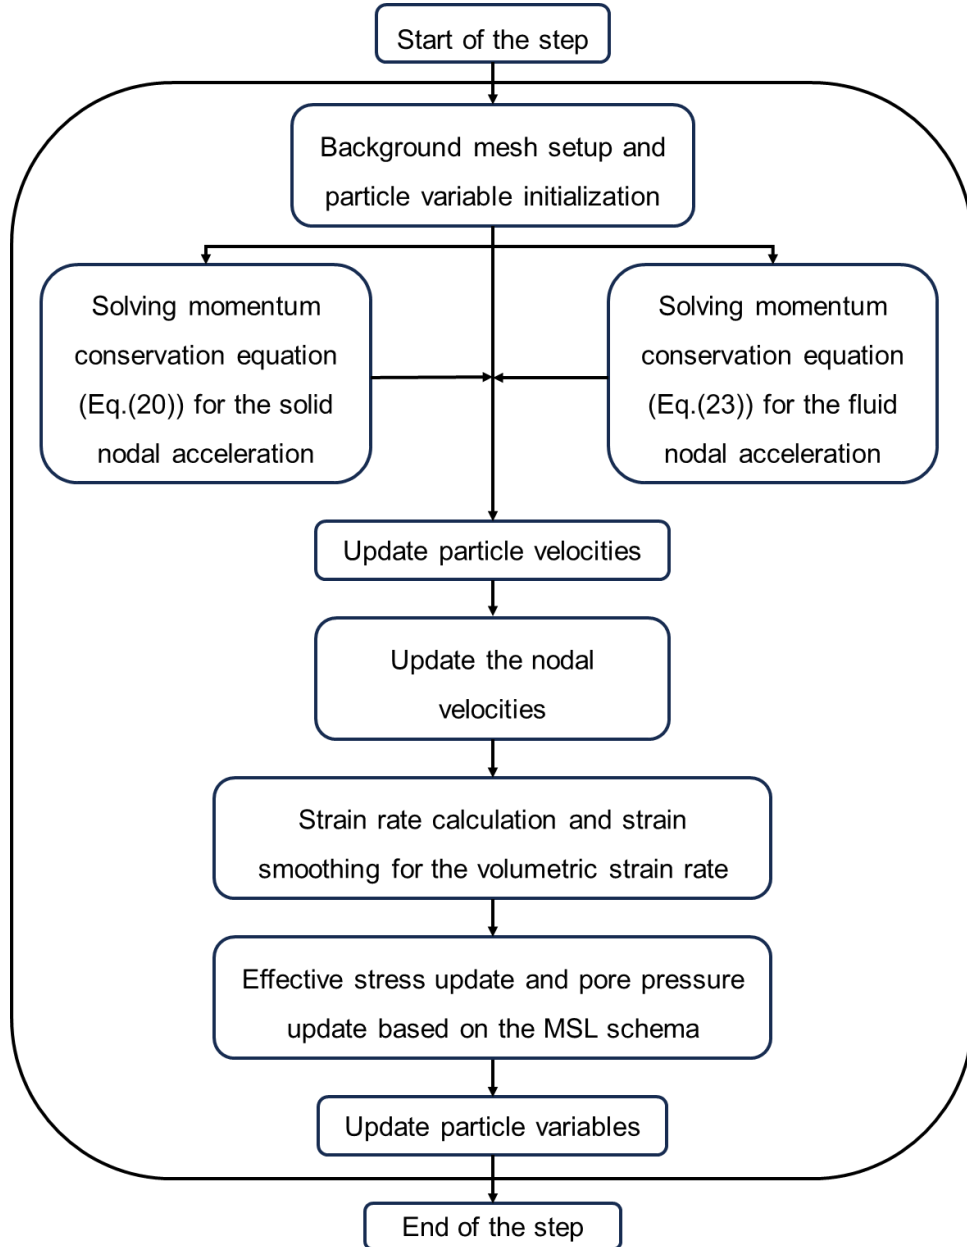 Start of the step
Background mesh setup and
particle variable initialization
Solving momentum
conservation equation
(Eq.(20)) for the solid
nodal acceleration
Solving momentum
conservation equation
(Eq.(23)) for the fluid
nodal acceleration
Update particle velocities
Update the nodal
velocities
Strain rate calculation and strain
smoothing for the volumetric strain rate
Effective stress update and pore pressure
update based on the MSL schema
Update particle variables
End of the step